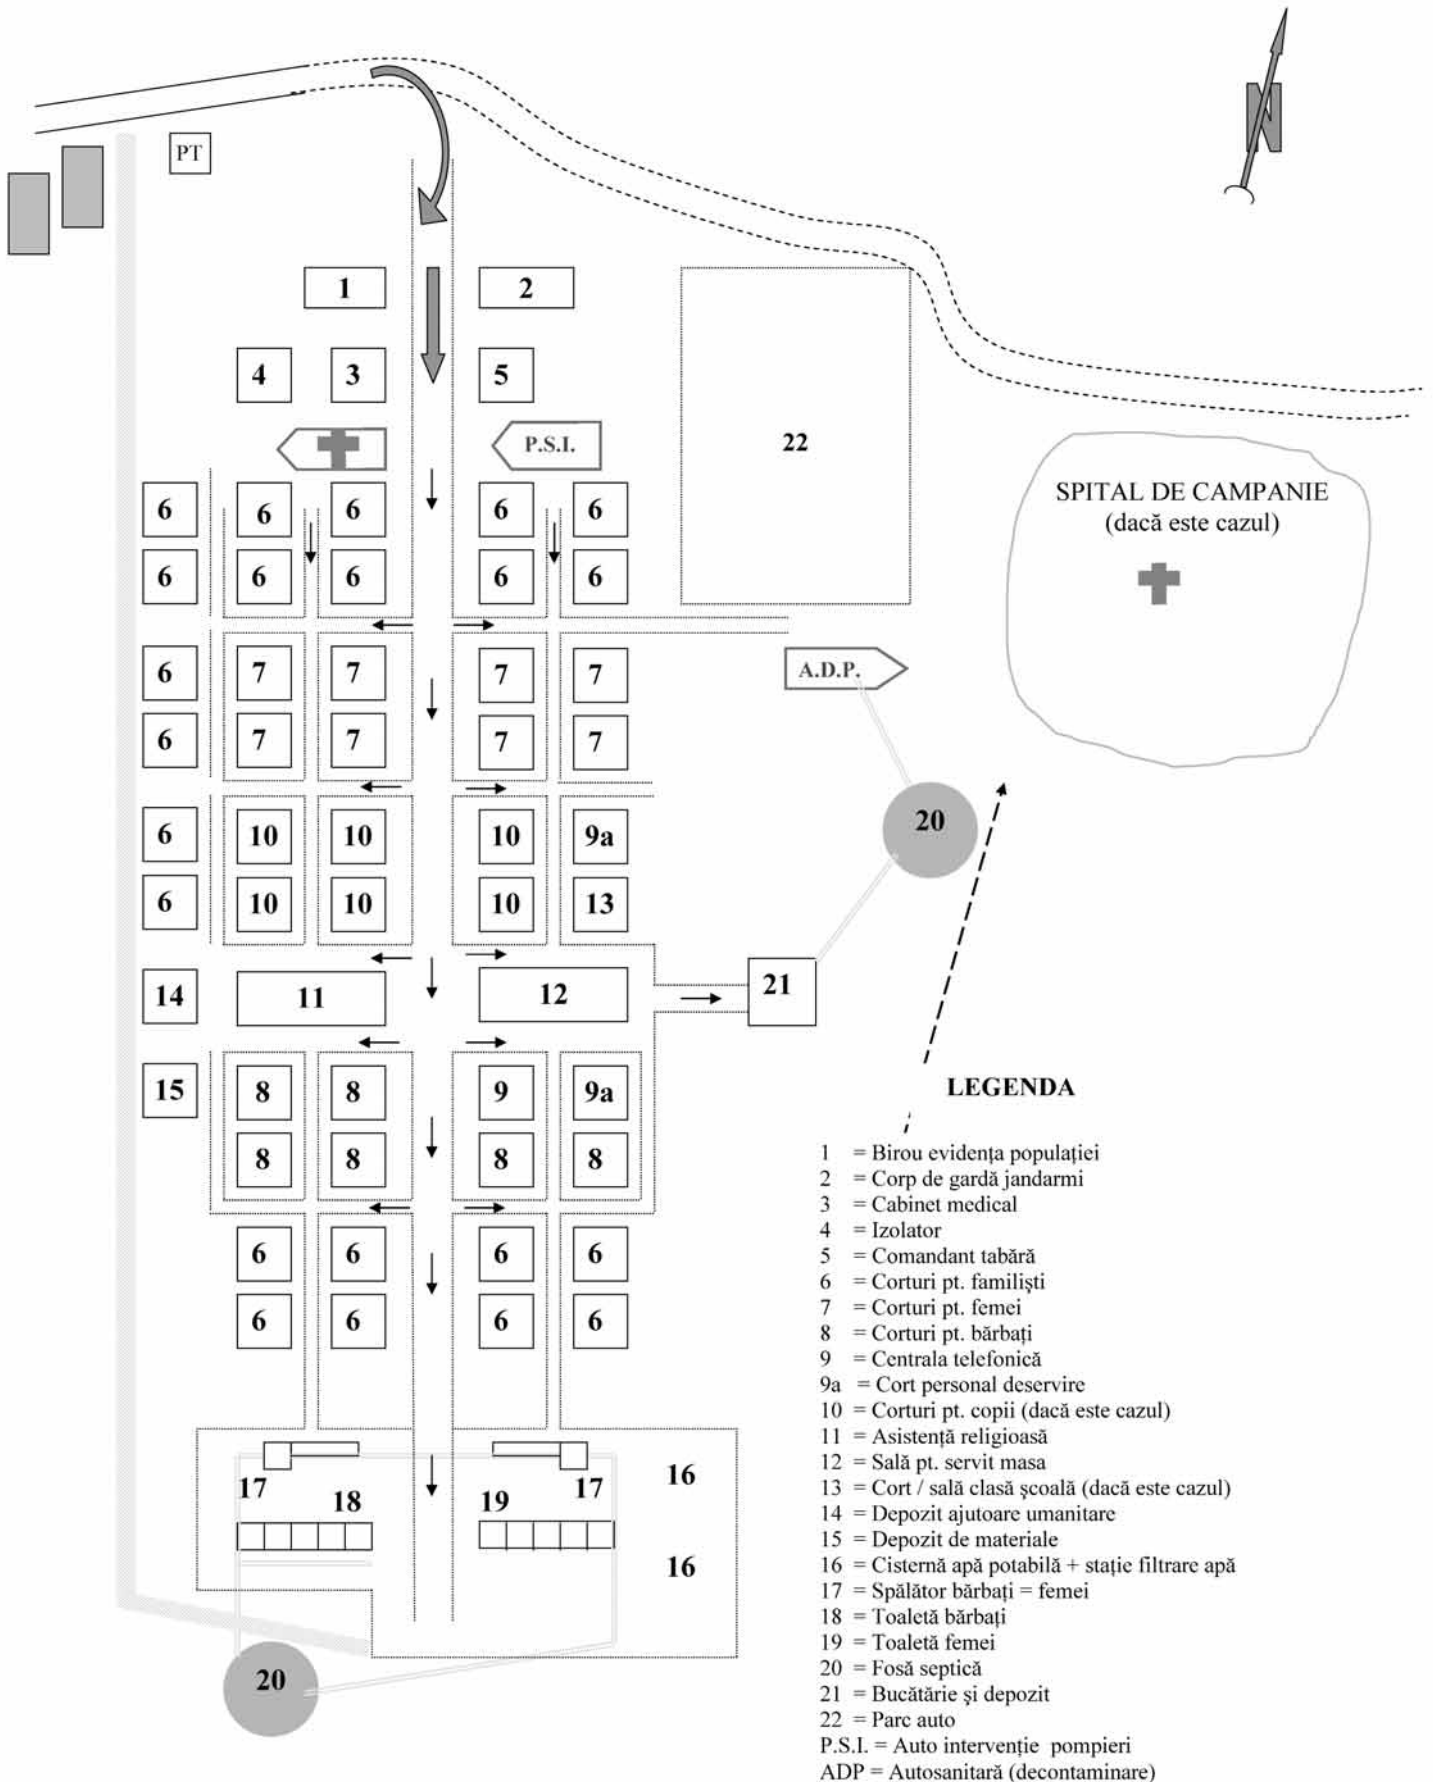 N
PT
1 2
4 3 5
P.S.I.
22
SPITAL DE CAMPANIE
(dacă este cazul)
6 6 6 6 6
6 6 6 6 6
A.D.P.
6 7 7 7 7
6 7 7 7 7
20
6 10 10 10 9a
6 10 10 10 13
14 11 12 21
15 8 8 9 9a
8 8 8 8
6 6 6 6
6 6 6 6
17 18 19 17 16
16
20
LEGENDA
1 = Birou evidența populației
2 = Corp de gardă jandarmi
3 = Cabinet medical
4 = Izolator
5 = Comandant tabără
6 = Corturi pt. familişti
7 = Corturi pt. femei
8 = Corturi pt. bărbați
9 = Centrala telefonică
9a = Cort personal deservire
10 = Corturi pt. copii (dacă este cazul)
11 = Asistență religioasă
12 = Sală pt. servit masa
13 = Cort / sală clasă şcoală (dacă este cazul)
14 = Depozit ajutoare umanitare
15 = Depozit de materiale
16 = Cisternă apă potabilă + stație filtrare apă
17 = Spălător bărbați = femei
18 = Toaletă bărbați
19 = Toaletă femei
20 = Fosă septică
21 = Bucătărie şi depozit
22 = Parc auto
P.S.I. = Auto intervenție pompieri
ADP = Autosanitară (decontaminare)